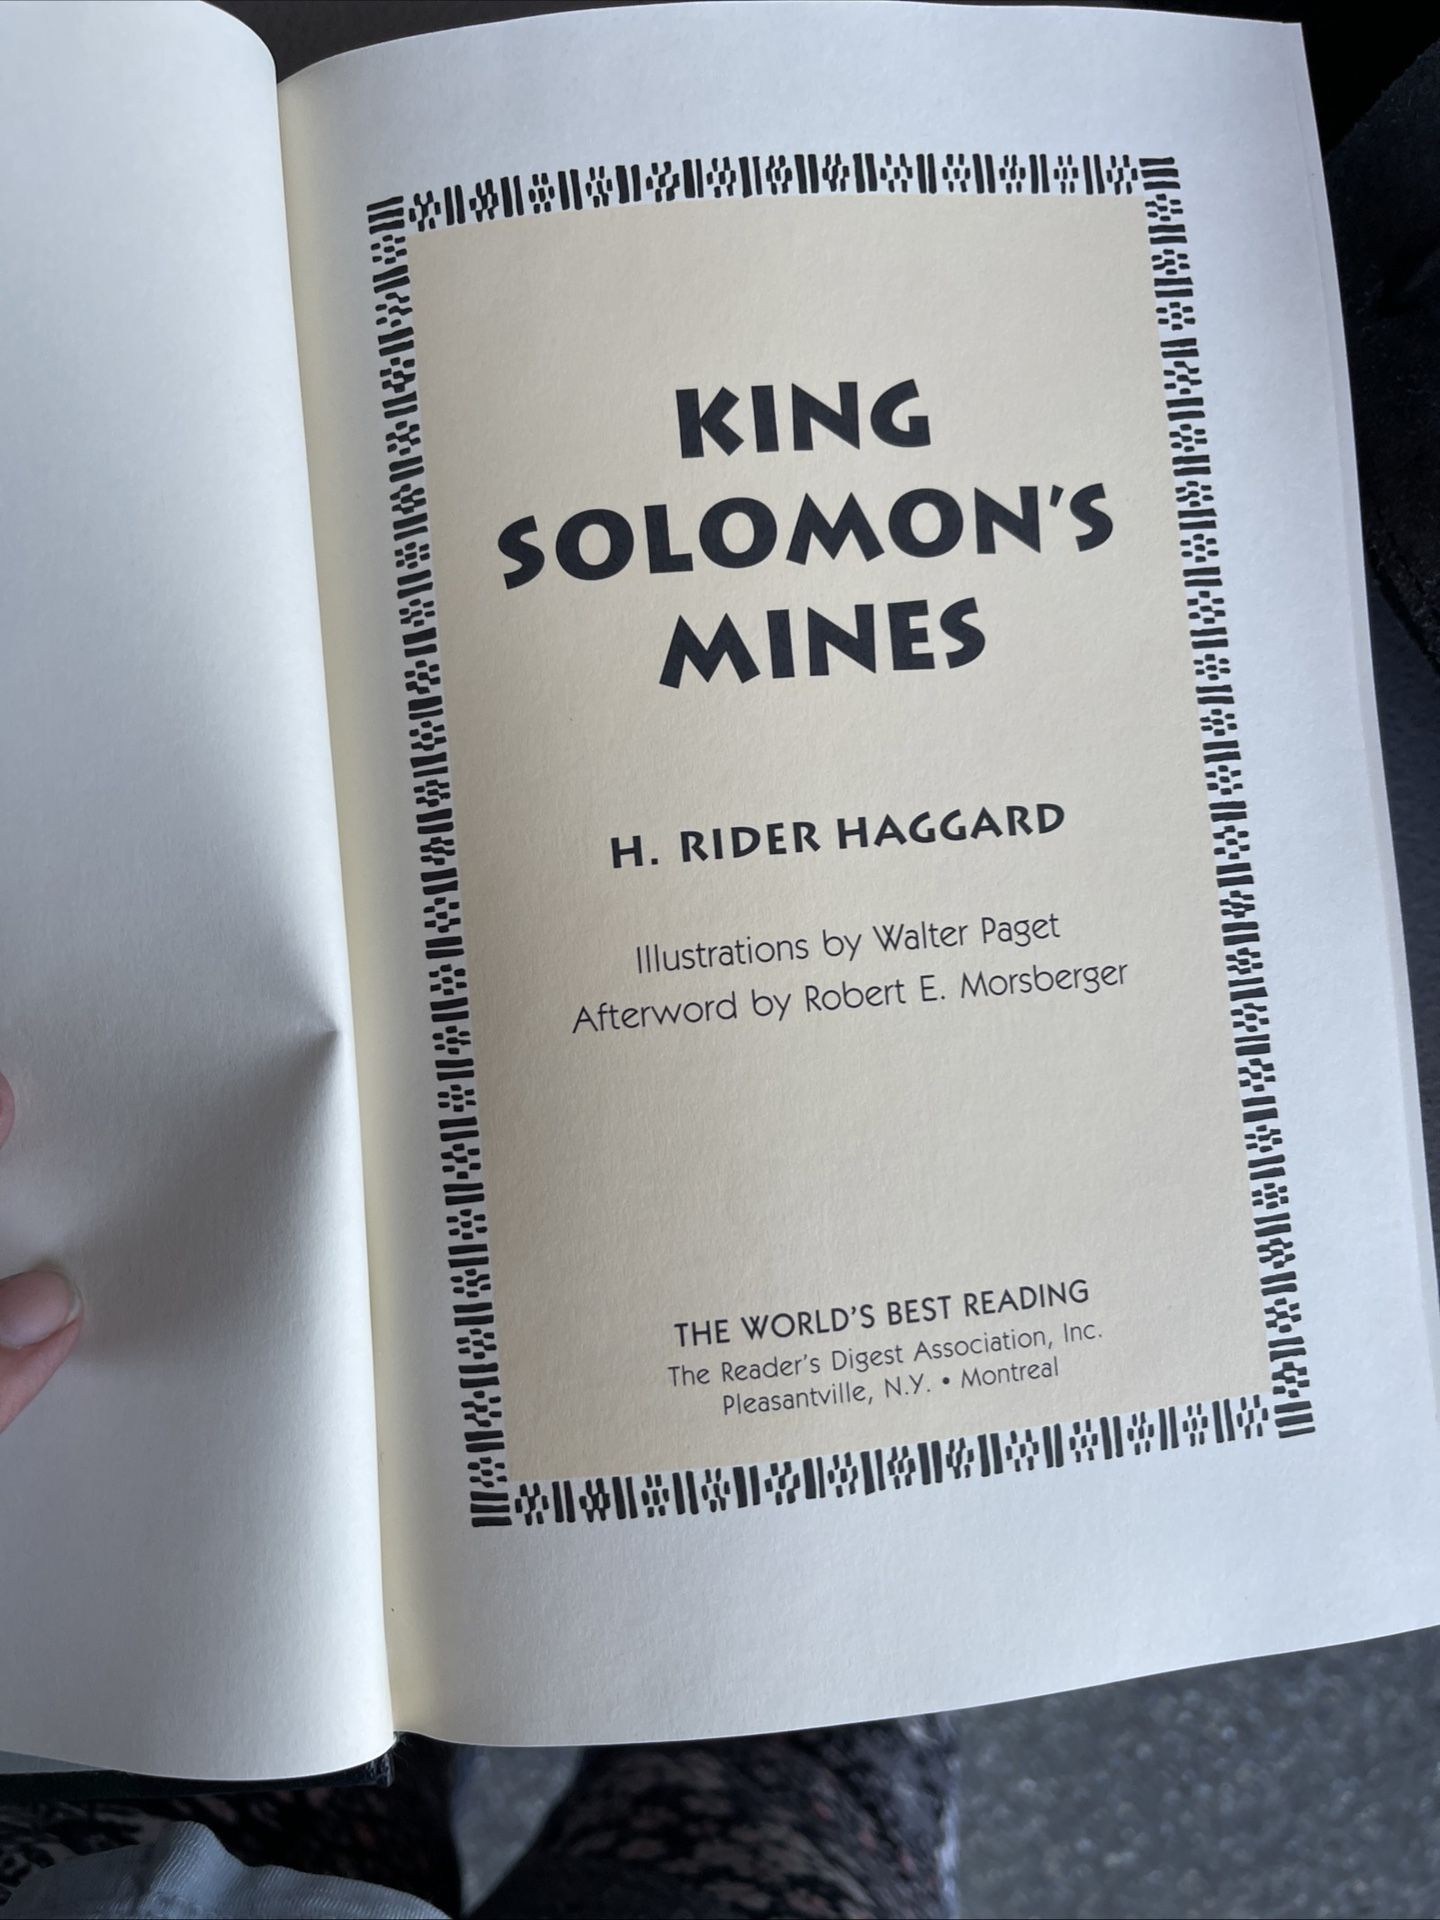 KING
SOLOMON'S
MINES
H. RIDER HAGGARD
Illustrations by Walter Paget
Afterword by Robert E. Morsberger
THE WORLD'S BEST READING
The Reader's Digest Association, Inc.
Pleasantville, N.Y. • Montreal